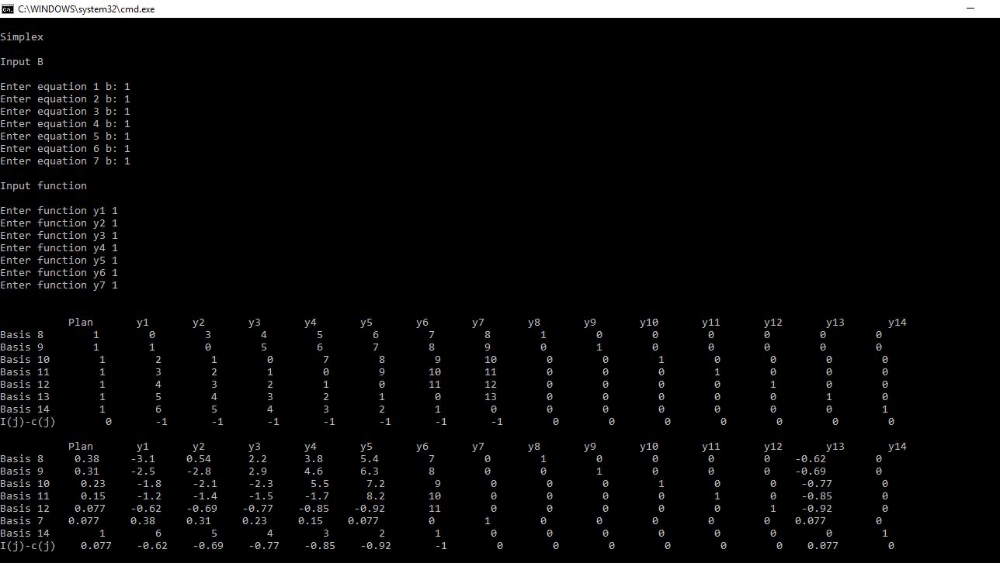 C:\WINDOWS\system32\cmd.exe
Simplex
Input B
Enter equation 1 b: 1
Enter equation 2 b: 1
Enter equation 3 b: 1
Enter equation 4 b: 1
Enter equation 5 b: 1
Enter equation 6 b: 1
Enter equation 7 b: 1
Input function
Enter function y1 1
Enter function y2 1
Enter function y3 1
Enter function y4 1
Enter function y5 1
Enter function y6 1
Enter function y7 1
Plan y1 y2 y3 y4 y5 y6 y7 y8 y9 y10 y11 y12 y13 y14
Basis 8 1 0 3 4 5 6 7 8 1 0 0 0 0 0 0
Basis 9 1 1 0 5 6 7 8 9 0 1 0 0 0 0 0
Basis 10 1 2 1 0 7 8 9 10 0 0 1 0 0 0 0
Basis 11 1 3 2 1 0 9 10 11 0 0 0 1 0 0 0
Basis 12 1 4 3 2 1 0 11 12 0 0 0 0 1 0 0
Basis 13 1 5 4 3 2 1 0 13 0 0 0 0 0 1 0
Basis 14 1 6 5 4 3 2 1 0 0 0 0 0 0 0 1
I(j)-c(j) 0 -1 -1 -1 -1 -1 -1 -1 0 0 0 0 0 0 0
Plan y1 y2 y3 y4 y5 y6 y7 y8 y9 y10 y11 y12 y13 y14
Basis 8 0.38 -3.1 0.54 2.2 3.8 5.4 7 0 1 0 0 0 0 -0.62 0
Basis 9 0.31 -2.5 -2.8 2.9 4.6 6.3 8 0 0 1 0 0 0 -0.69 0
Basis 10 0.23 -1.8 -2.1 -2.3 5.5 7.2 9 0 0 0 1 0 0 -0.77 0
Basis 11 0.15 -1.2 -1.4 -1.5 -1.7 8.2 10 0 0 0 0 1 0 -0.85 0
Basis 12 0.077 -0.62 -0.69 -0.77 -0.85 -0.92 11 0 0 0 0 0 1 -0.92 0
Basis 7 0.077 0.38 0.31 0.23 0.15 0.077 0 1 0 0 0 0 0 0.077 0
Basis 14 1 6 5 4 3 2 1 0 0 0 0 0 0 0 1
I(j)-c(j) 0.077 -0.62 -0.69 -0.77 -0.85 -0.92 -1 0 0 0 0 0 0 0.077 0